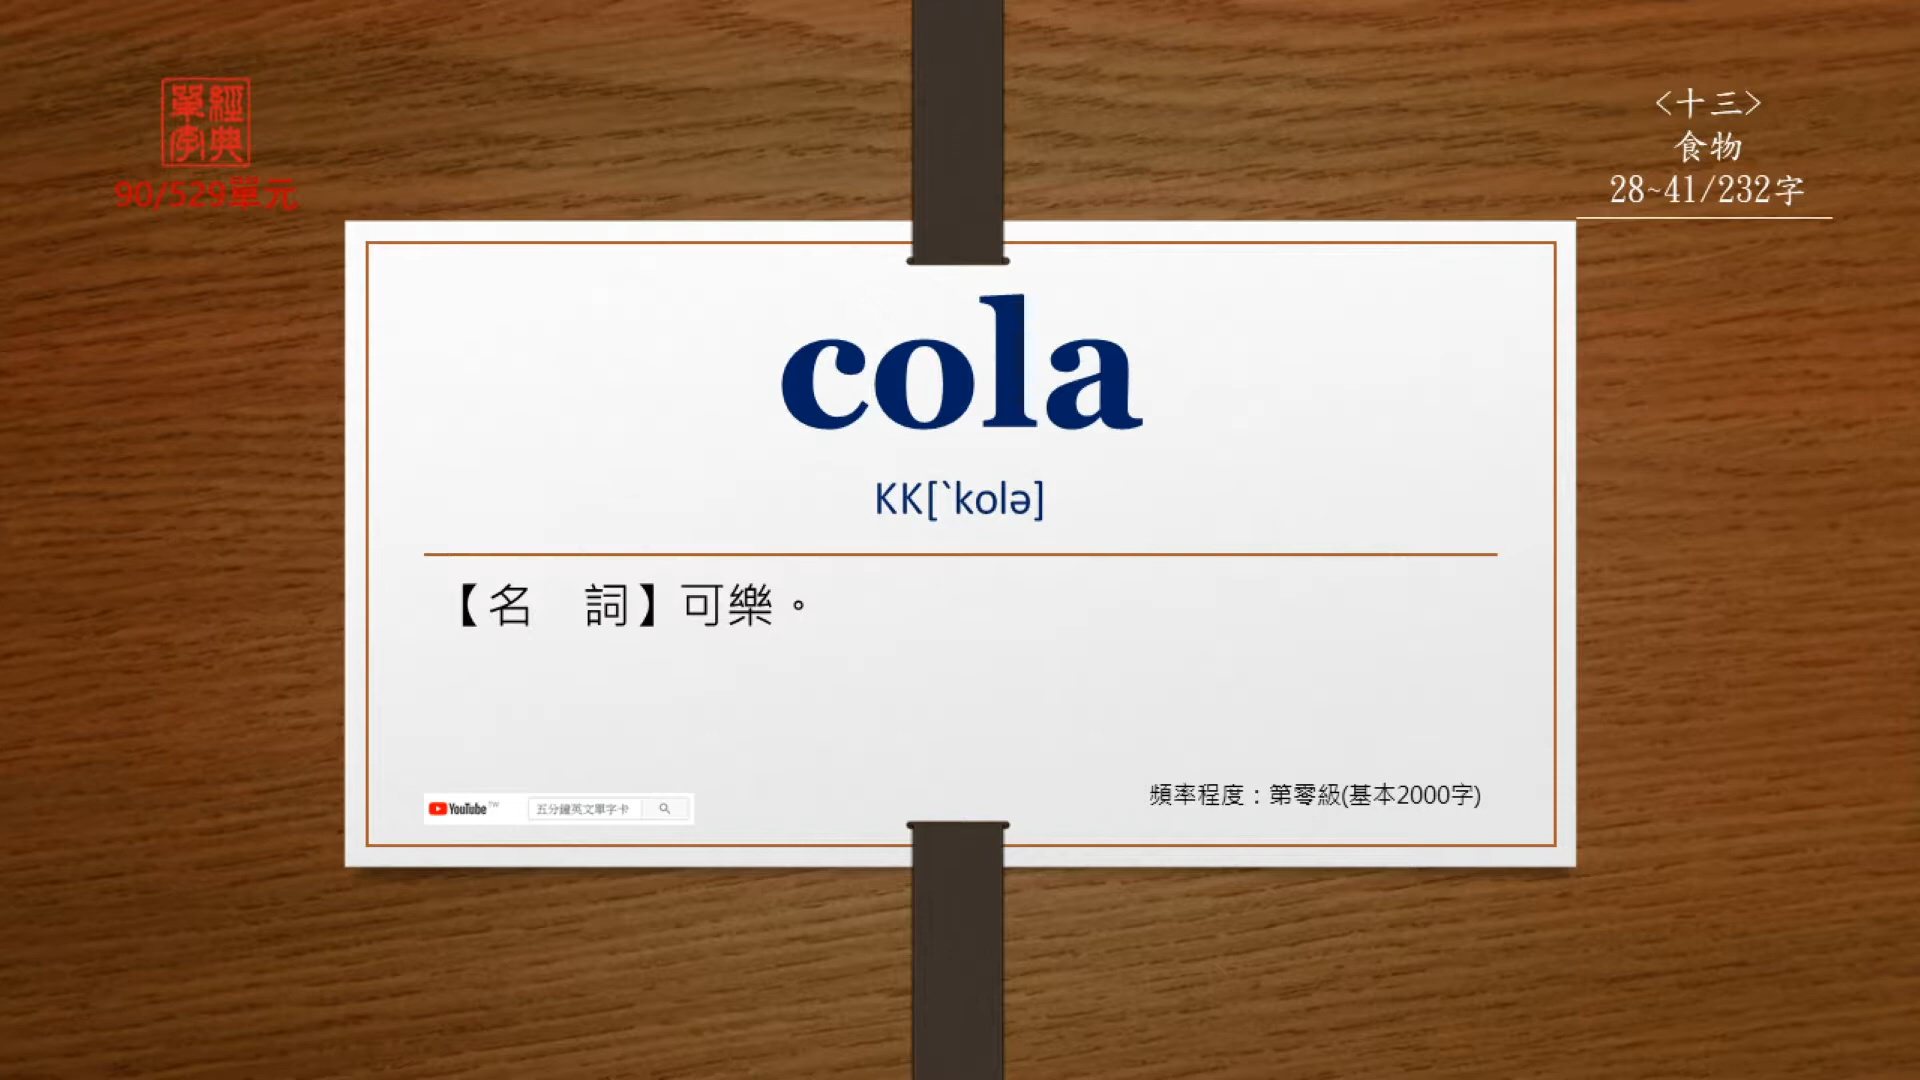 經典單字
90/529單元
<十三>
食物
28~41/232字
cola
KK[ˋkolə]
【名　詞】可樂。
YouTube TW
五分鐘英文單字卡
頻率程度：第零級(基本2000字)